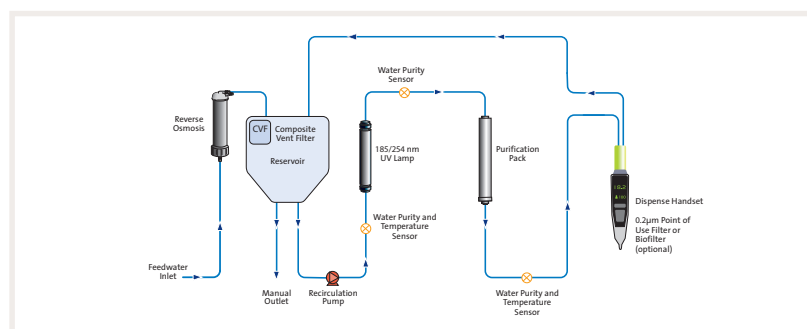 Water Purity
Sensor
Reverse
Osmosis
CVF
Composite
Vent Filter
Reservoir
185/254 nm
UV Lamp
Purification
Pack
Water Purity and
Temperature
Sensor
Dispense Handset
0.2µm Point of
Use Filter or
Biofilter
(optional)
Feedwater
Inlet
Manual
Outlet
Recirculation
Pump
Water Purity and
Temperature
Sensor